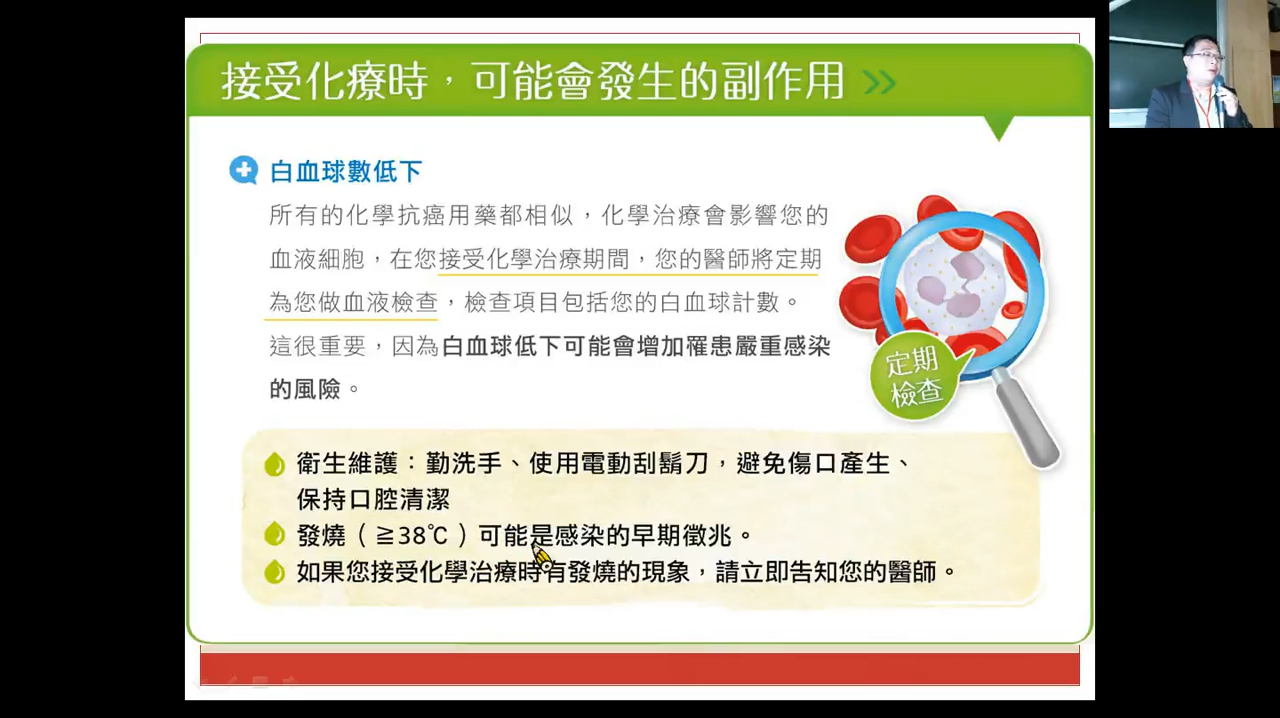 接受化療時，可能會發生的副作用 »
白血球數低下
所有的化學抗癌用藥都相似，化學治療會影響您的
血液細胞，在您接受化學治療期間，您的醫師將定期
為您做血液檢查，檢查項目包括您的白血球計數。
這很重要，因為白血球低下可能會增加罹患嚴重感染
的風險。
定期
檢查
衛生維護：勤洗手、使用電動刮鬍刀，避免傷口產生、
保持口腔清潔
發燒（≧38℃）可能是感染的早期徵兆。
如果您接受化學治療時有發燒的現象，請立即告知您的醫師。